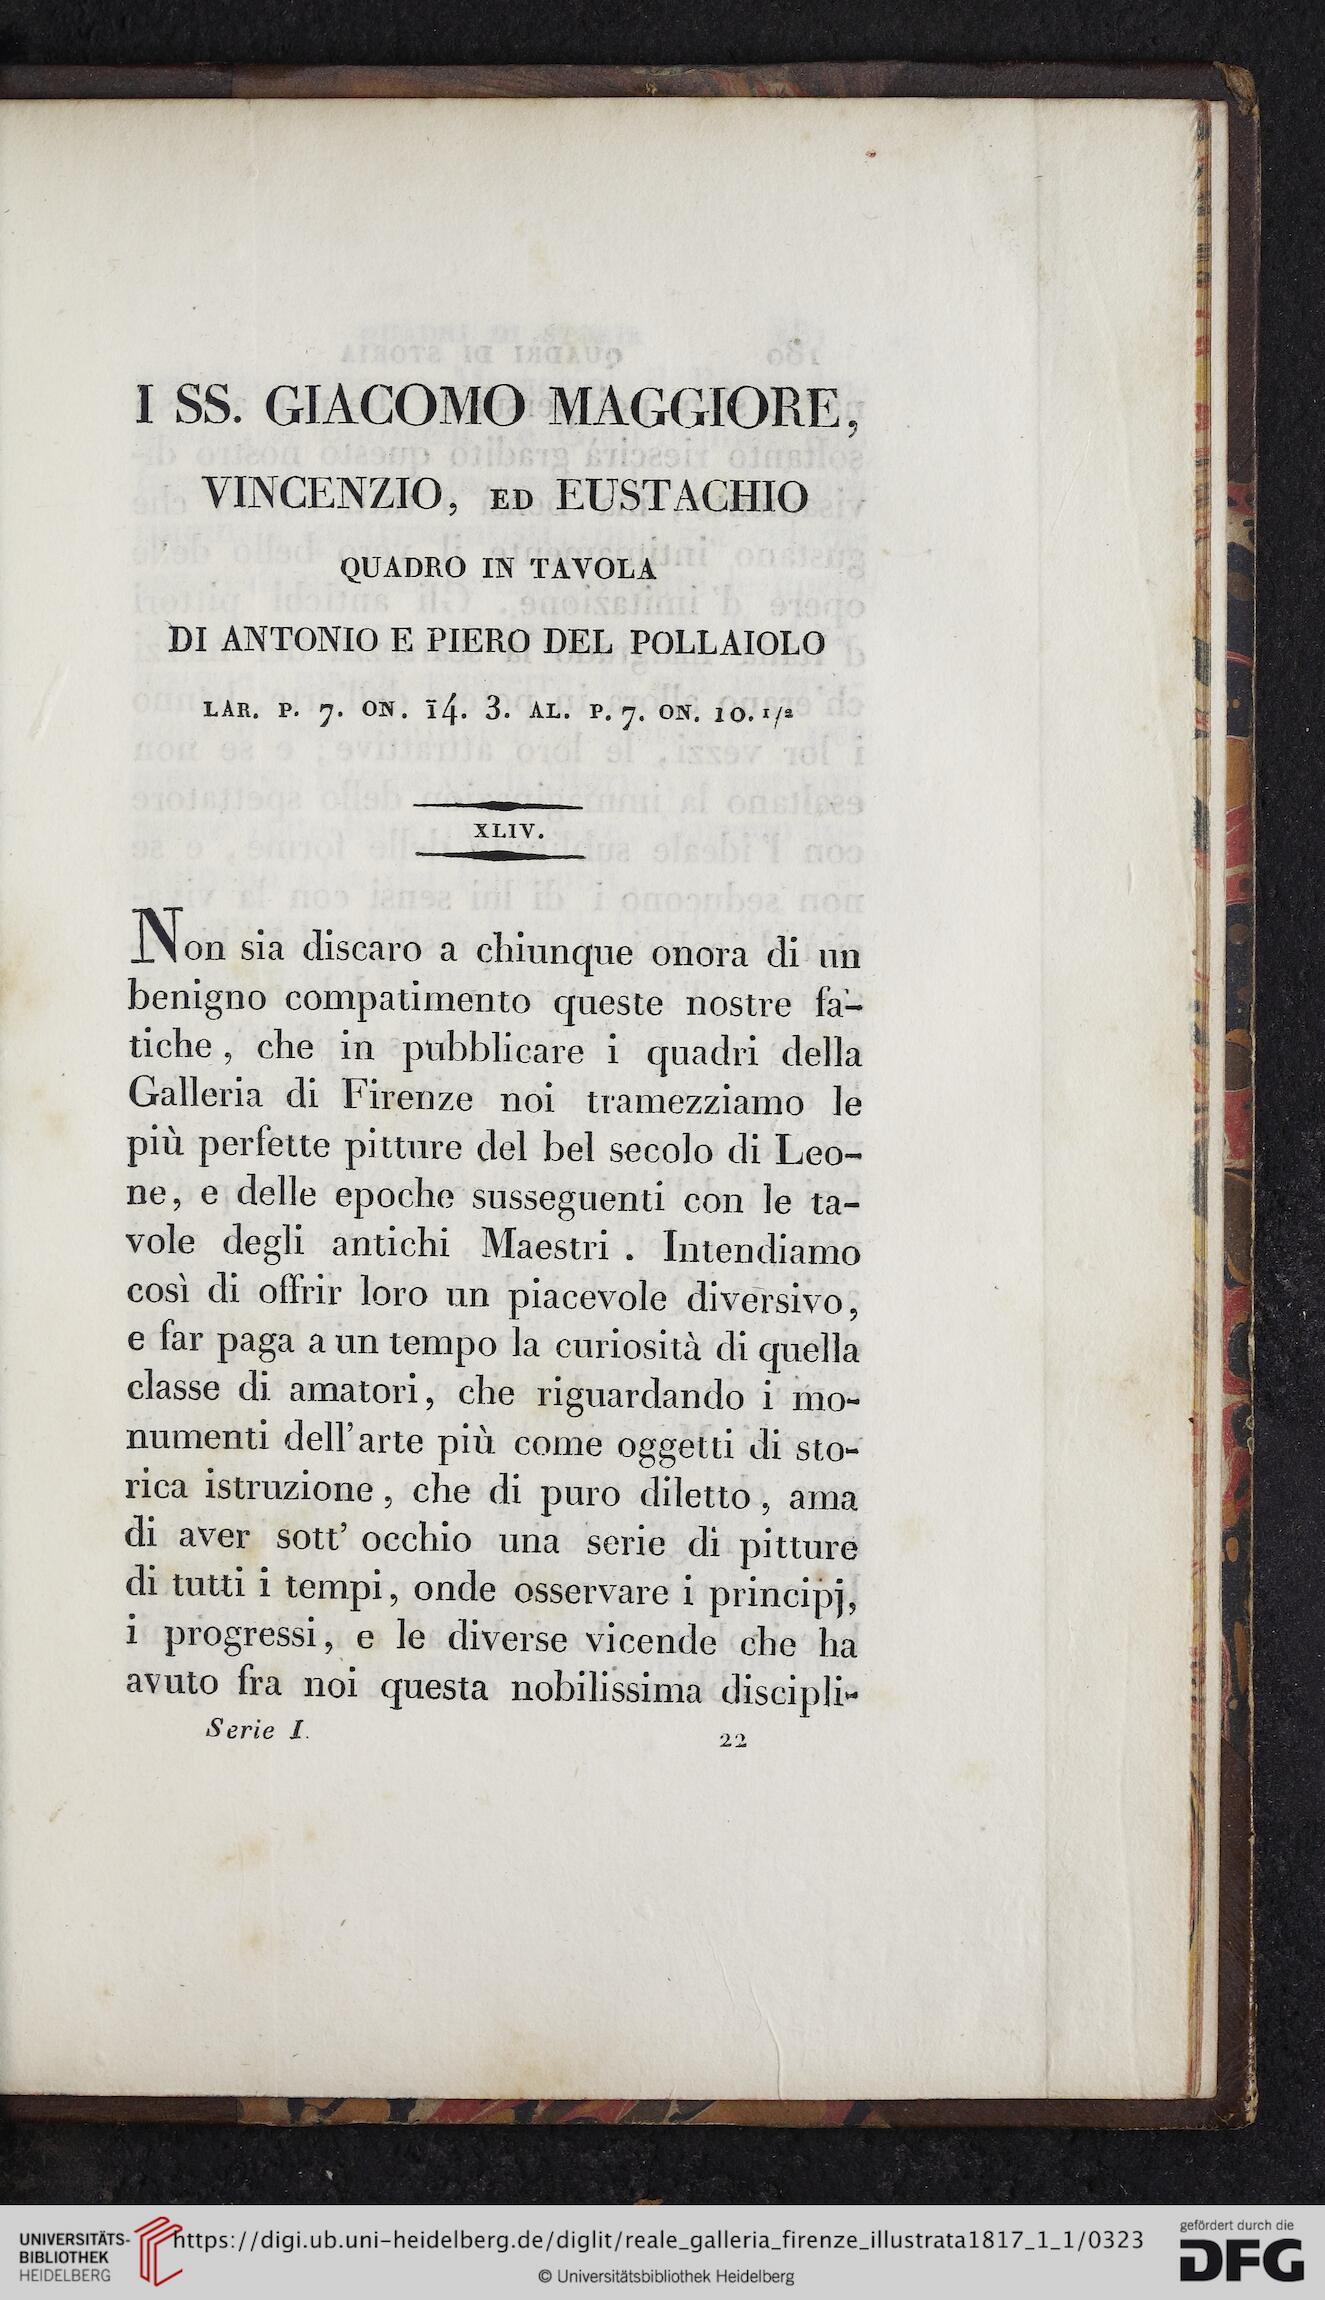 I SS. GIACOMO MAGGIORE,
VINCENZIO, ED EUSTACHIO
QUADRO IN TAVOLA
DI ANTONIO E PIERO DEL POLLAIOLO
LAR. P. 7. ON. 14. 3. AL. P. 7. ON. 10. 1/2
XLIV.
Non sia discaro a chiunque onora di un
benigno compatimento queste nostre fa-
tiche, che in pubblicare i quadri della
Galleria di Firenze noi tramezziamo le
più perfette pitture del bel secolo di Leo-
ne, e delle epoche susseguenti con le ta-
vole degli antichi Maestri. Intendiamo
così di offrir loro un piacevole diversivo,
e far paga a un tempo la curiosità di quella
classe di amatori, che riguardando i mo-
numenti dell'arte più come oggetti di sto-
rica istruzione, che di puro diletto, ama
di aver sott' occhio una serie di pitture
di tutti i tempi, onde osservare i principj,
i progressi, e le diverse vicende che ha
avuto fra noi questa nobilissima discipli-
Serie I. 22
UNIVERSITÄTS-
BIBLIOTHEK
HEIDELBERG
https://digi.ub.uni-heidelberg.de/diglit/reale_galleria_firenze_illustrata1817_1_1/0323
© Universitätsbibliothek Heidelberg
gefördert durch die
DFG